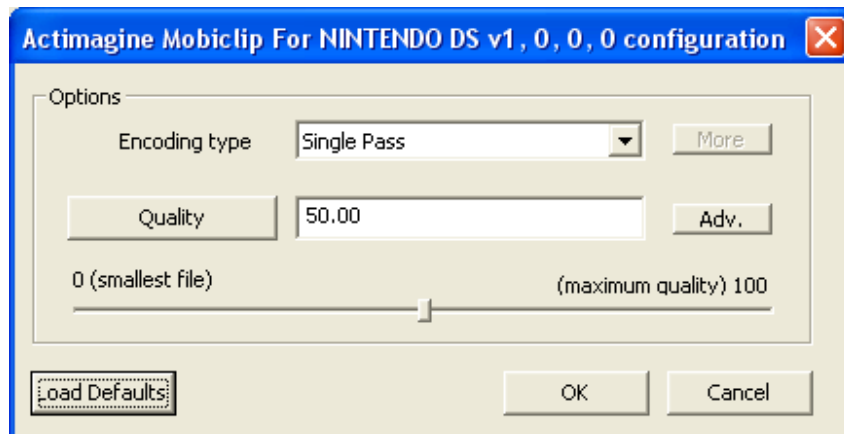 Actimagine Mobiclip For NINTENDO DS v1, 0, 0, 0 configuration
Options
Encoding type
Single Pass
More
Quality
50.00
Adv.
0 (smallest file)
(maximum quality) 100
Load Defaults
OK
Cancel